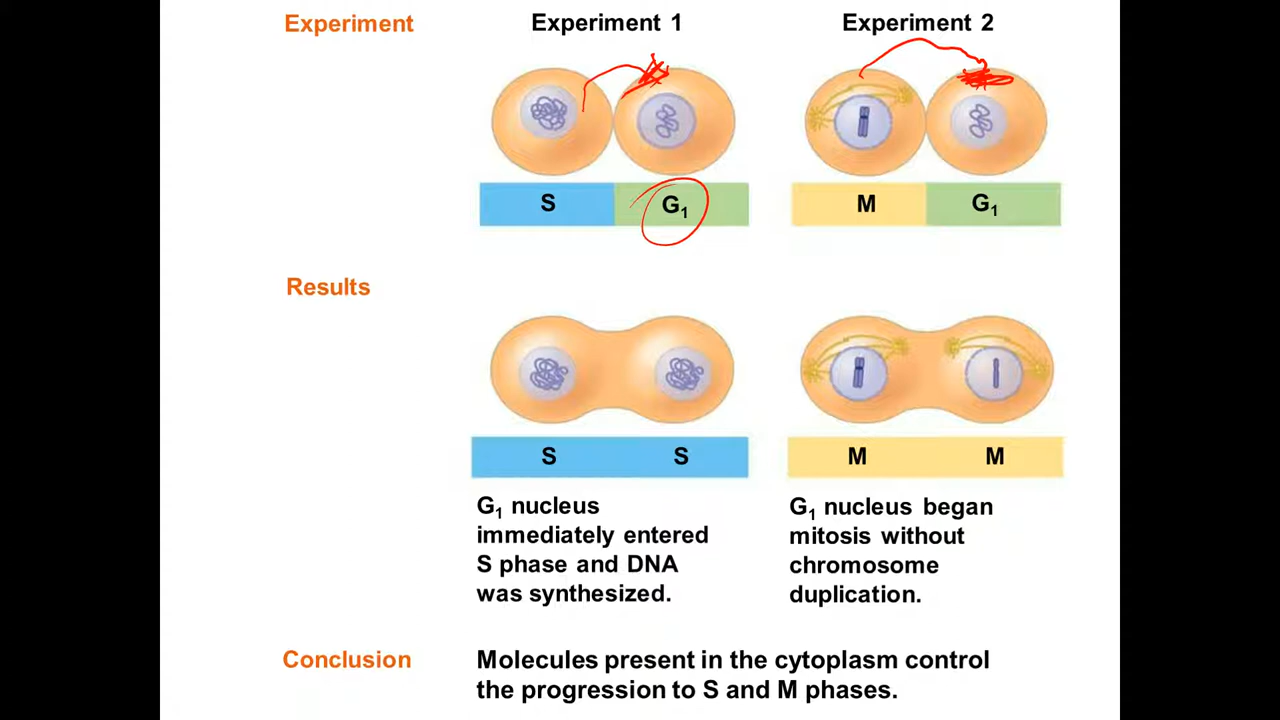 Experiment
Experiment 1
Experiment 2
S
G₁
M
G₁
Results
S
S
M
M
G₁ nucleus
immediately entered
S phase and DNA
was synthesized.
G₁ nucleus began
mitosis without
chromosome
duplication.
Conclusion
Molecules present in the cytoplasm control
the progression to S and M phases.